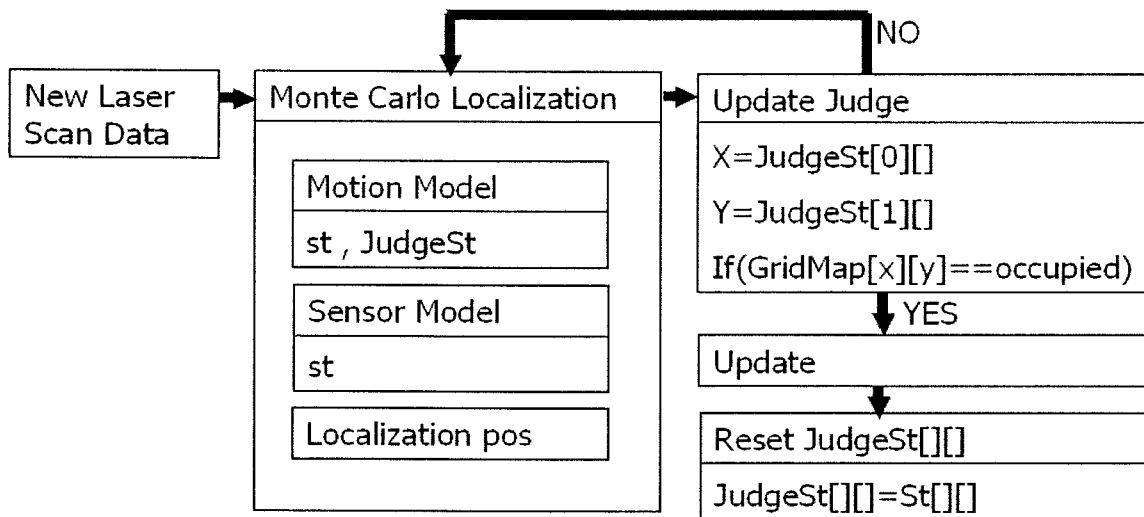 New Laser
Scan Data
Monte Carlo Localization
Motion Model
st , JudgeSt
Sensor Model
st
Localization pos
NO
Update Judge
X=JudgeSt[0][]
Y=JudgeSt[1][]
If(GridMap[x][y]==occupied)
YES
Update
Reset JudgeSt[][]
JudgeSt[][]=St[][]